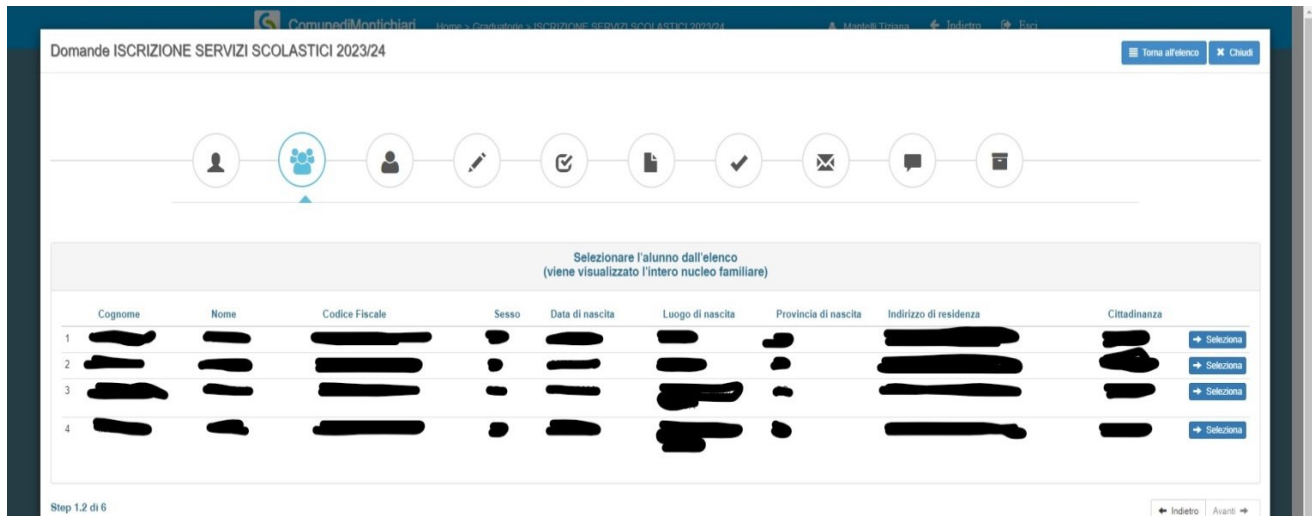 ComunediMontichiari Home > Graduatorie > ISCRIZIONE SERVIZI SCOLASTICI 2023/24 Mantelli Tiziana Indietro Esci
Domande ISCRIZIONE SERVIZI SCOLASTICI 2023/24 Torna all'elenco Chiudi
Selezionare l'alunno dall'elenco
(viene visualizzato l'intero nucleo familiare)
Cognome Nome Codice Fiscale Sesso Data di nascita Luogo di nascita Provincia di nascita Indirizzo di residenza Cittadinanza
1 Seleziona
2 Seleziona
3 Seleziona
4 Seleziona
Step 1.2 di 6 Indietro Avanti